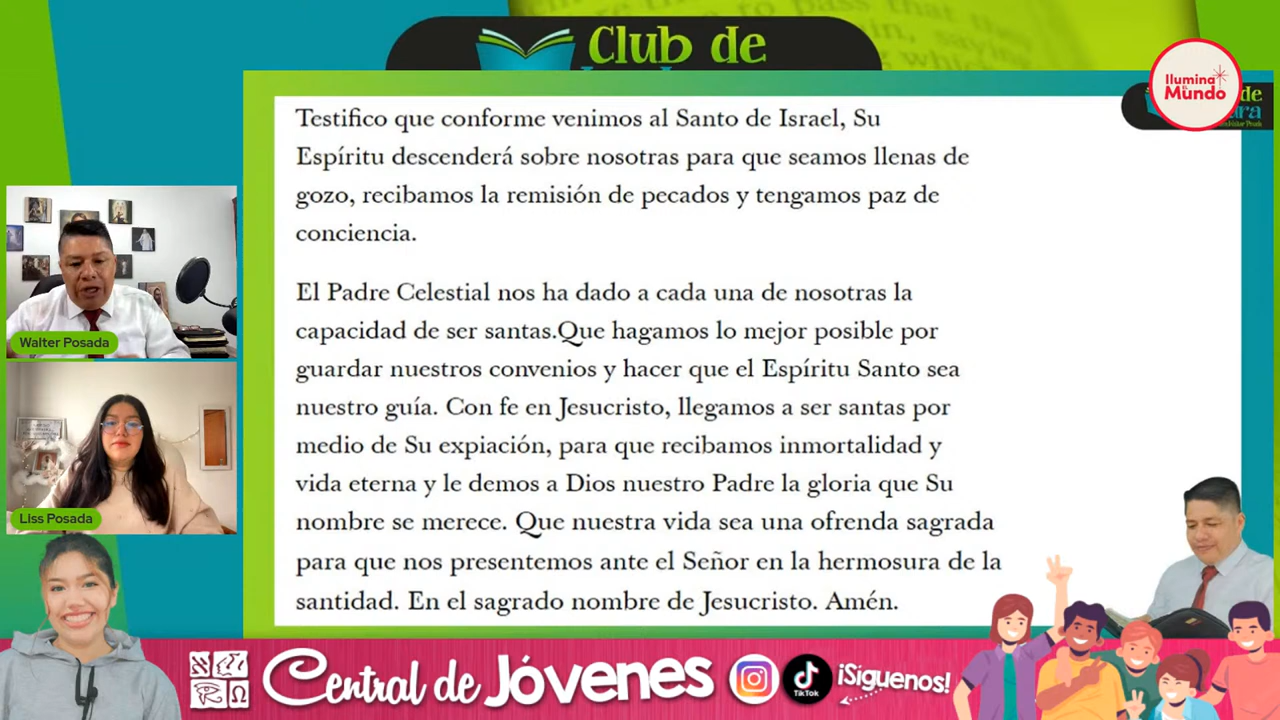 Club de
Ilumina
EL
Mundo
de
Testifico que conforme venimos al Santo de Israel, Su
Espíritu descenderá sobre nosotras para que seamos llenas de
gozo, recibamos la remisión de pecados y tengamos paz de
conciencia.
El Padre Celestial nos ha dado a cada una de nosotras la
capacidad de ser santas.Que hagamos lo mejor posible por
guardar nuestros convenios y hacer que el Espíritu Santo sea
nuestro guía. Con fe en Jesucristo, llegamos a ser santas por
medio de Su expiación, para que recibamos inmortalidad y
vida eterna y le demos a Dios nuestro Padre la gloria que Su
nombre se merece. Que nuestra vida sea una ofrenda sagrada
para que nos presentemos ante el Señor en la hermosura de la
santidad. En el sagrado nombre de Jesucristo. Amén.
Walter Posada
Liss Posada
Central de Jóvenes
TikTok
¡Síguenos!